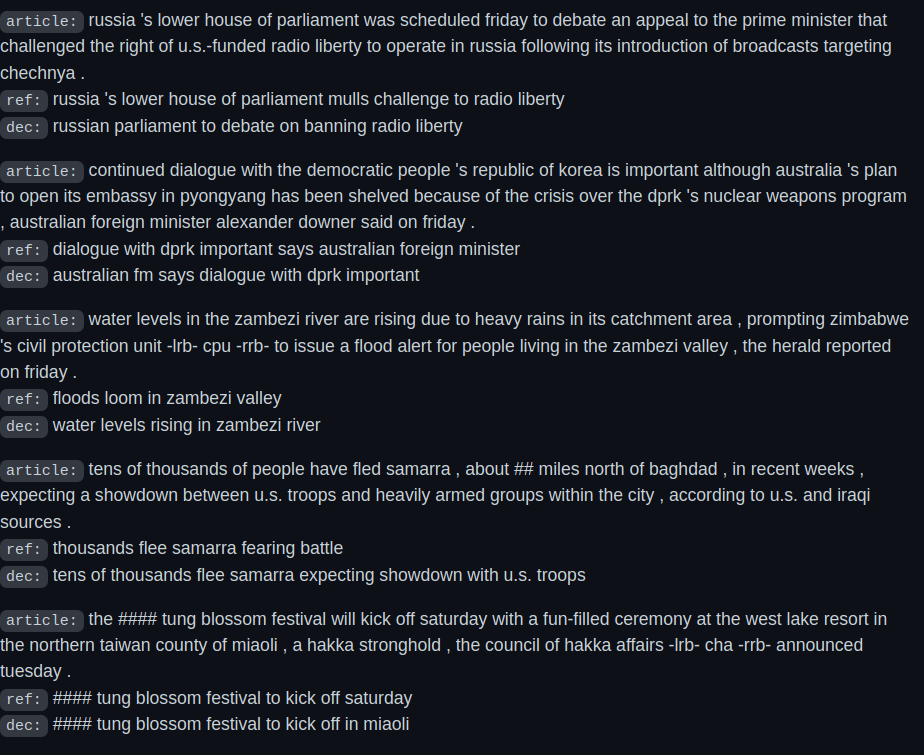 article: russia 's lower house of parliament was scheduled friday to debate an appeal to the prime minister that
challenged the right of u.s.-funded radio liberty to operate in russia following its introduction of broadcasts targeting
chechnya .
ref: russia 's lower house of parliament mulls challenge to radio liberty
dec: russian parliament to debate on banning radio liberty
article: continued dialogue with the democratic people 's republic of korea is important although australia 's plan
to open its embassy in pyongyang has been shelved because of the crisis over the dprk 's nuclear weapons program
, australian foreign minister alexander downer said on friday .
ref: dialogue with dprk important says australian foreign minister
dec: australian fm says dialogue with dprk important
article: water levels in the zambezi river are rising due to heavy rains in its catchment area , prompting zimbabwe
's civil protection unit -lrb- cpu -rrb- to issue a flood alert for people living in the zambezi valley , the herald reported
on friday .
ref: floods loom in zambezi valley
dec: water levels rising in zambezi river
article: tens of thousands of people have fled samarra , about ## miles north of baghdad , in recent weeks ,
expecting a showdown between u.s. troops and heavily armed groups within the city , according to u.s. and iraqi
sources .
ref: thousands flee samarra fearing battle
dec: tens of thousands flee samarra expecting showdown with u.s. troops
article: the #### tung blossom festival will kick off saturday with a fun-filled ceremony at the west lake resort in
the northern taiwan county of miaoli , a hakka stronghold , the council of hakka affairs -lrb- cha -rrb- announced
tuesday .
ref: #### tung blossom festival to kick off saturday
dec: #### tung blossom festival to kick off in miaoli